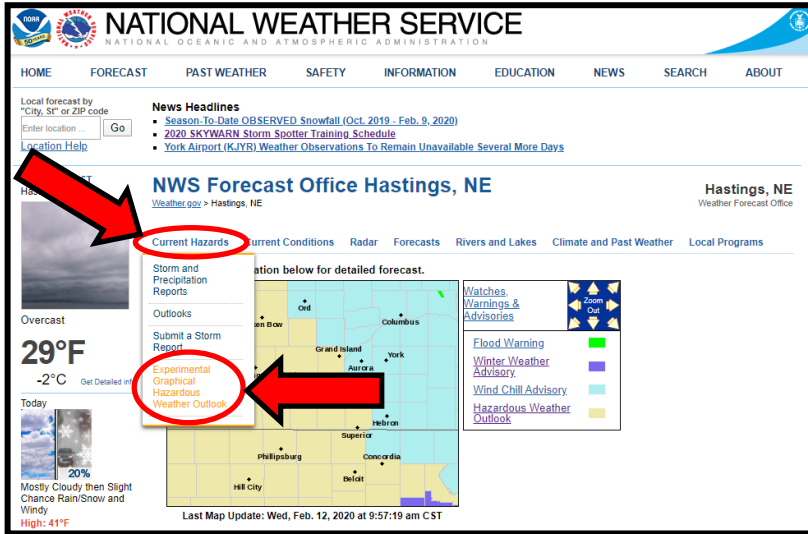 NOAA
50 YEARS
NATIONAL WEATHER SERVICE
NATIONAL OCEANIC AND ATMOSPHERIC ADMINISTRATION
HOME FORECAST PAST WEATHER SAFETY INFORMATION EDUCATION NEWS SEARCH ABOUT
Local forecast by
"City, St" or ZIP code
Enter location ... Go
Location Help
News Headlines
Season-To-Date OBSERVED Snowfall (Oct. 2019 - Feb. 9, 2020)
2020 SKYWARN Storm Spotter Training Schedule
York Airport (KJYR) Weather Observations To Remain Unavailable Several More Days
NWS Forecast Office Hastings, NE
Weather.gov > Hastings, NE
Hastings, NE
Weather Forecast Office
Current Hazards Current Conditions Radar Forecasts Rivers and Lakes Climate and Past Weather Local Programs
Storm and
Precipitation
Reports
Outlooks
Submit a Storm
Report
Experimental
Graphical
Hazardous
Weather Outlook
below for detailed forecast.
Ord
Bow
Columbus
Grand Island
York
Aurora
Hebron
Superior
Phillipsburg
Concordia
Beloit
Hill City
Last Map Update: Wed, Feb. 12, 2020 at 9:57:19 am CST
Watches,
Warnings &
Advisories
Zoom
Out
Flood Warning
Winter Weather
Advisory
Wind Chill Advisory
Hazardous Weather
Outlook
Overcast
29°F
-2°C Get Detailed
Today
20%
Mostly Cloudy then Slight
Chance Rain/Snow and
Windy
High: 41°F